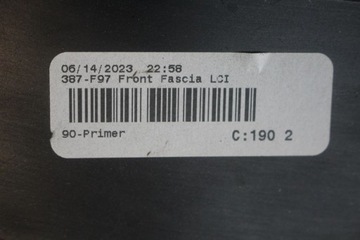 06/14/2023 22:58
387-F97 Front Fascia LCI
90-Primer C:190 2